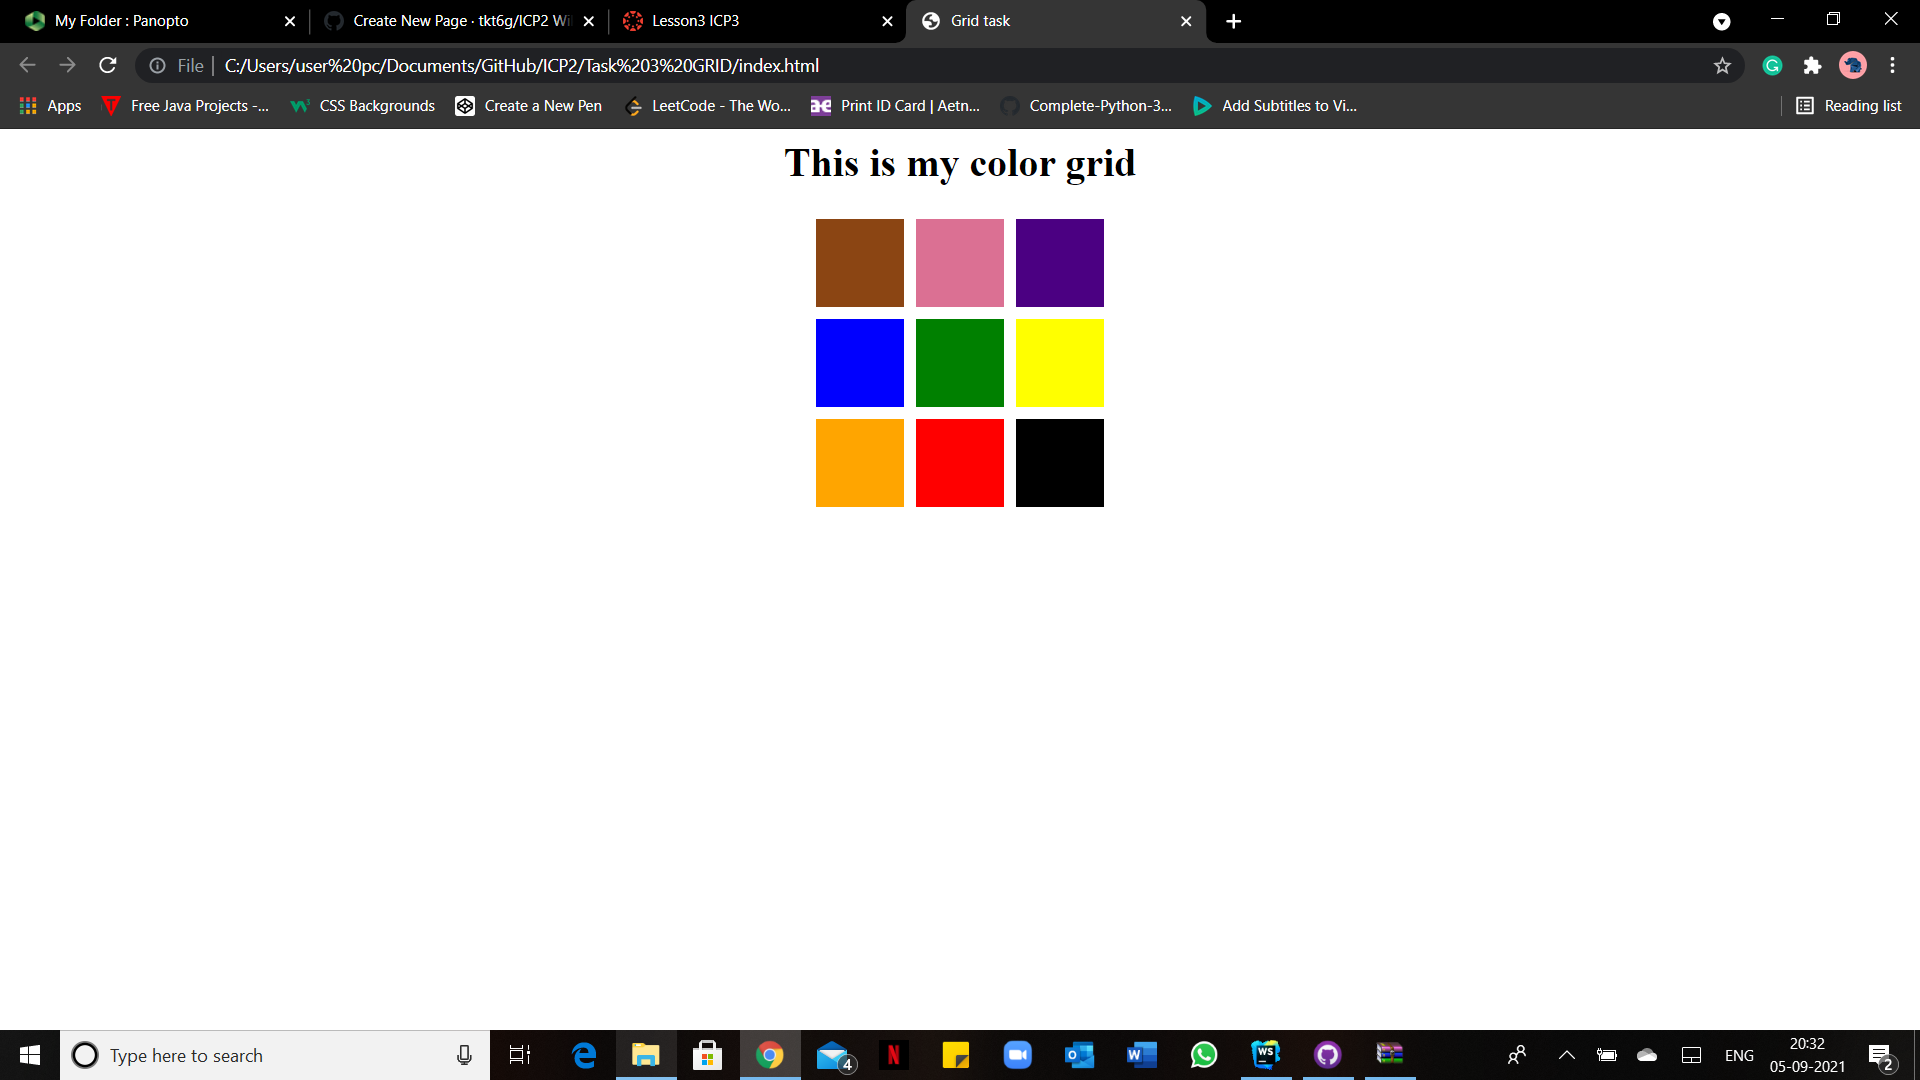 My Folder : Panopto
Create New Page · tkt6g/ICP2 Wi
Lesson3 ICP3
Grid task
File
C:/Users/user%20pc/Documents/GitHub/ICP2/Task%203%20GRID/index.html
Apps
Free Java Projects -...
CSS Backgrounds
Create a New Pen
LeetCode - The Wo...
Print ID Card | Aetn...
Complete-Python-3...
Add Subtitles to Vi...
Reading list
This is my color grid
Type here to search
4
N
WS
2
ENG
20:32
05-09-2021